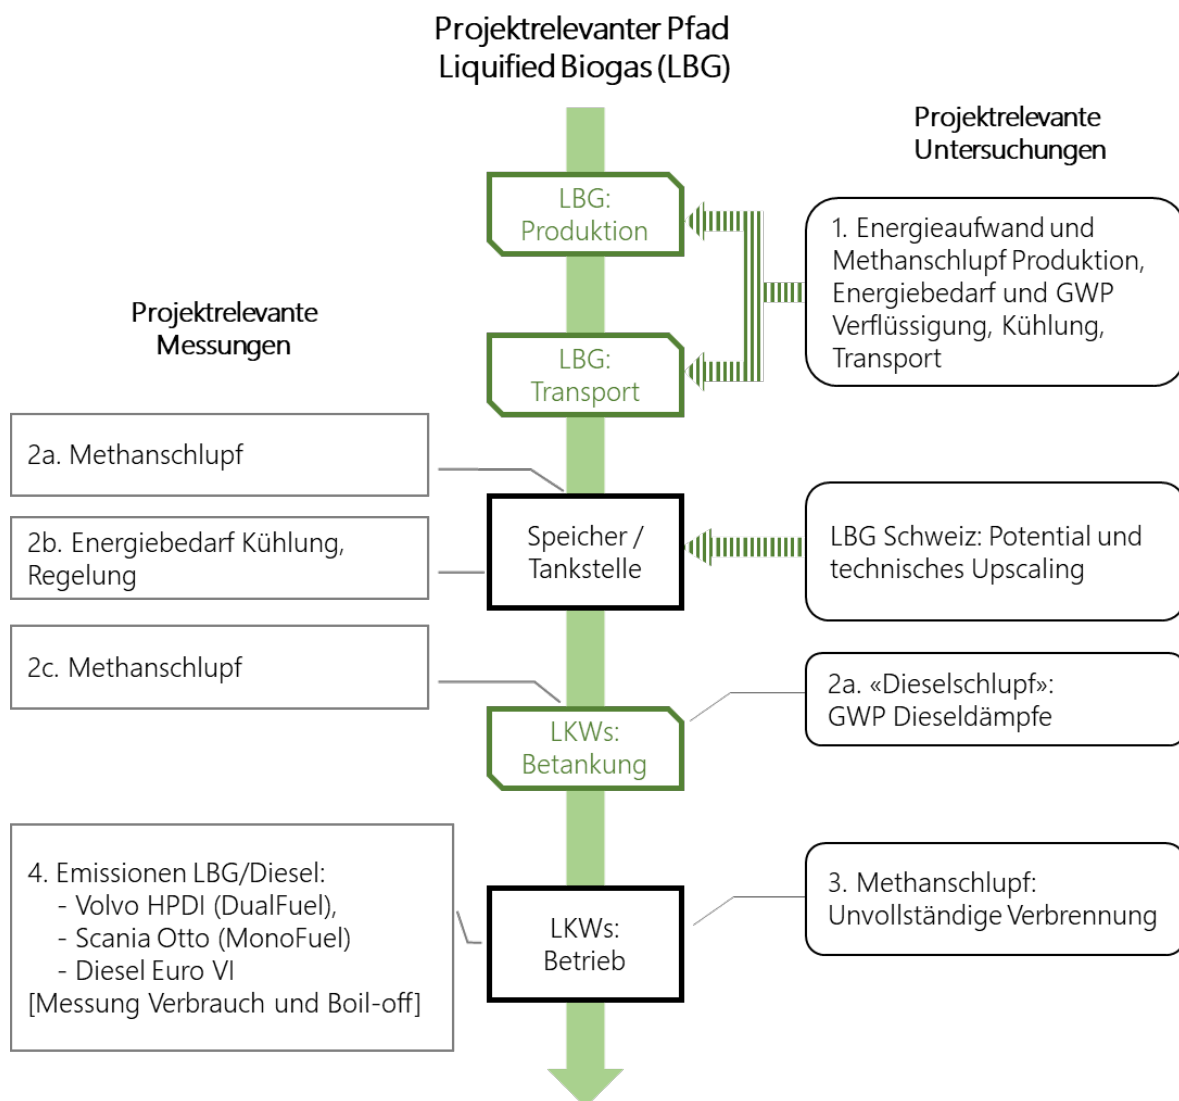 Projektrelevanter Pfad
Liquified Biogas (LBG)
Projektrelevante
Untersuchungen
LBG:
Produktion
1. Energieaufwand und
Methanschlupf Produktion,
Energiebedarf und GWP
Verflüssigung, Kühlung,
Transport
Projektrelevante
Messungen
LBG:
Transport
2a. Methanschlupf
2b. Energiebedarf Kühlung,
Regelung
Speicher /
Tankstelle
LBG Schweiz: Potential und
technisches Upscaling
2c. Methanschlupf
LKWs:
Betankung
2a. «Dieselschlupf»:
GWP Dieseldämpfe
4. Emissionen LBG/Diesel:
- Volvo HPDI (DualFuel),
- Scania Otto (MonoFuel)
- Diesel Euro VI
[Messung Verbrauch und Boil-off]
LKWs:
Betrieb
3. Methanschlupf:
Unvollständige Verbrennung